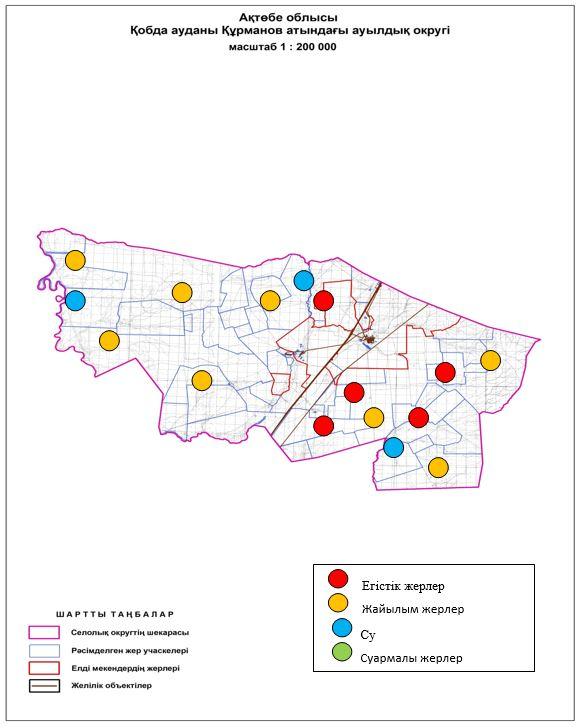 Ақтөбе облысы
Қобда ауданы Құрманов атындағы ауылдық округі
масштаб 1 : 200 000
Егістік жерлер
Жайылым жерлер
Су
Суармалы жерлер
ШАРТТЫ ТАҢБАЛАР
Селолық округтің шекарасы
Рәсімделген жер учаскелері
Елді мекендердің жерлері
Желілік объектілер